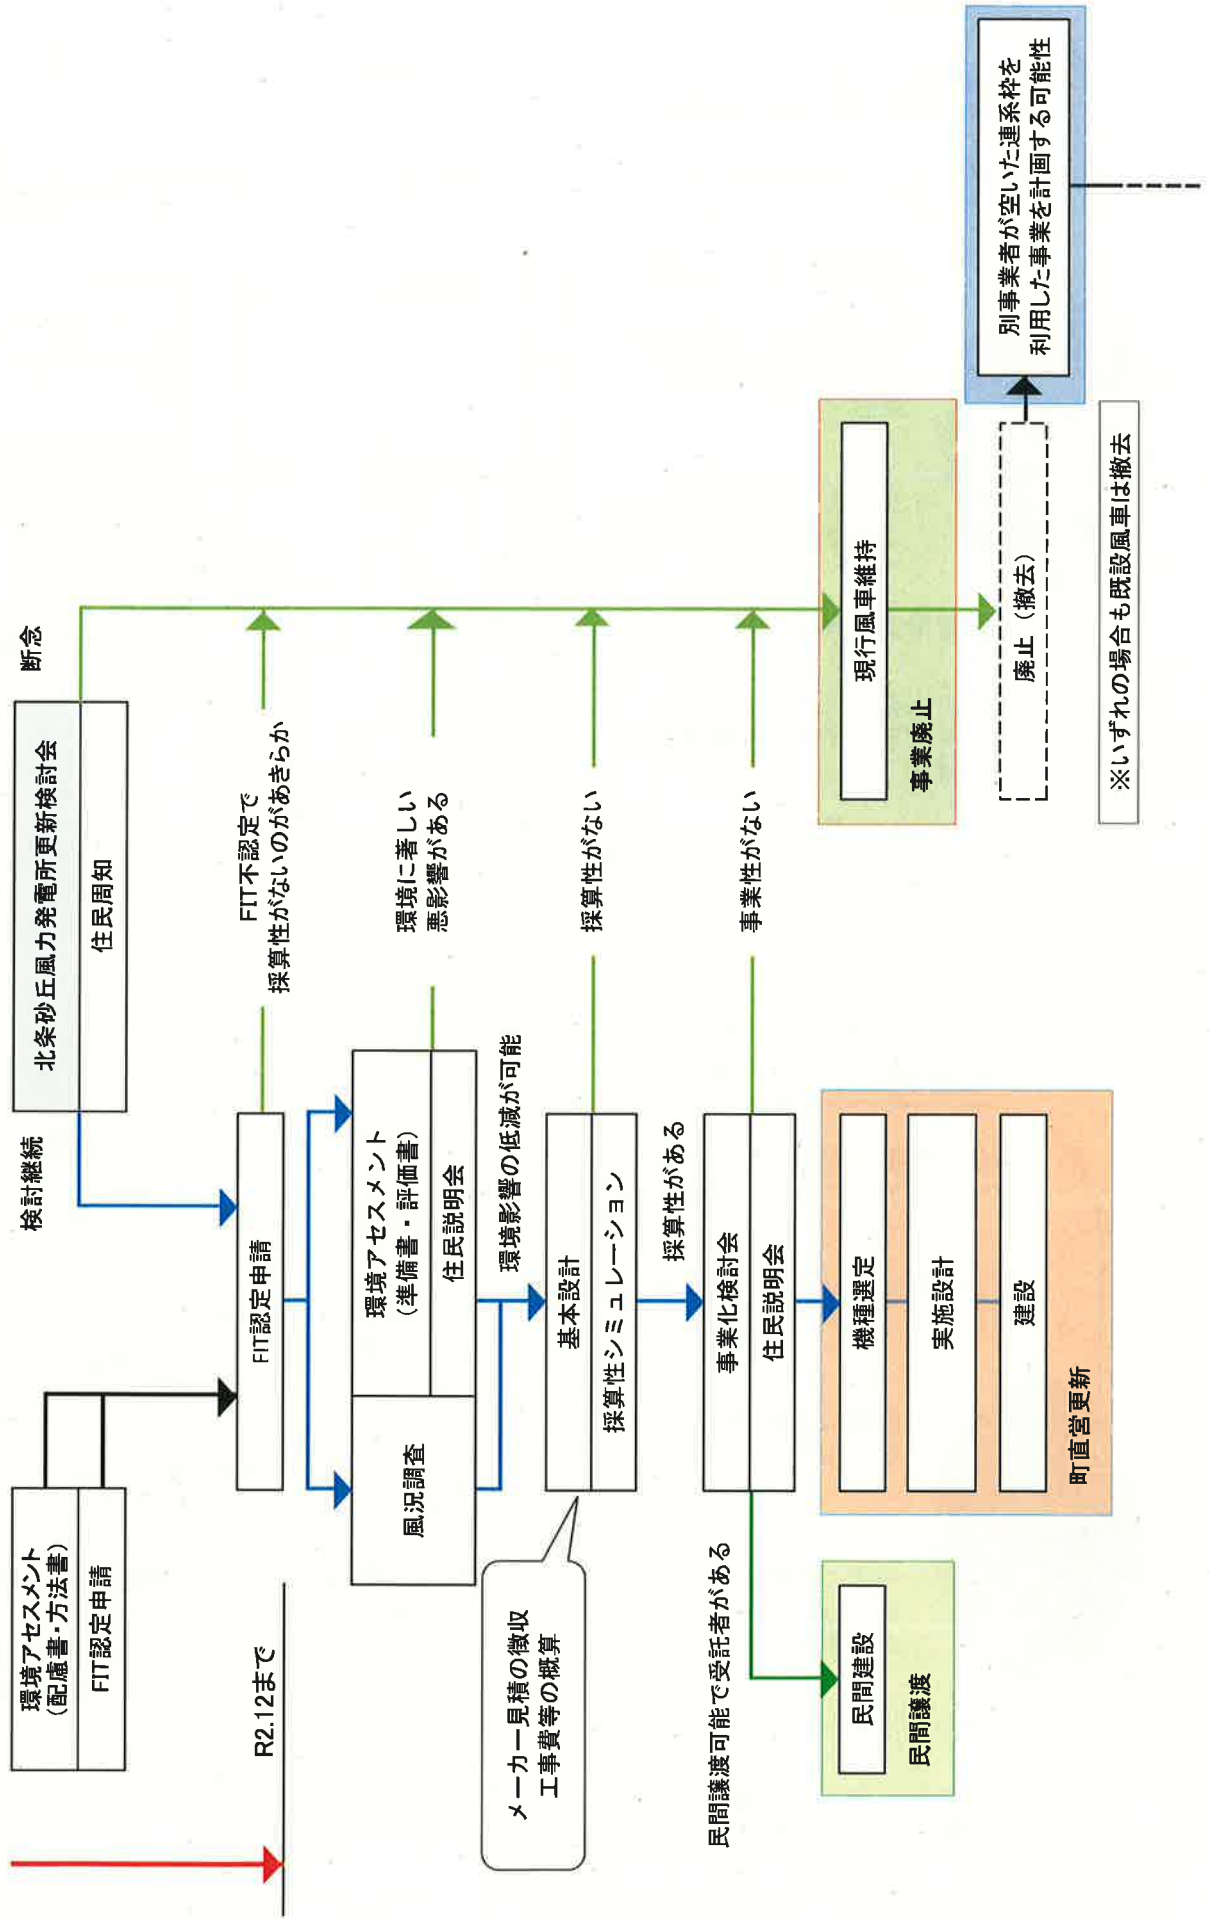 環境アセスメント
（配慮書・方法書）
FIT認定申請
R2.12まで
検討継続
北条砂丘風力発電所更新検討会
住民周知
断念
FIT認定申請
FIT不認定で
採算性がないのがあきらか
風況調査
環境アセスメント
（準備書・評価書）
住民説明会
環境に著しい
悪影響がある
環境影響の低減が可能
メーカー見積の徴収
工事費等の概算
基本設計
採算性シミュレーション
採算性がない
採算性がある
事業化検討会
住民説明会
事業性がない
民間譲渡可能で受託者がある
民間建設
民間譲渡
機種選定
実施設計
建設
町直営更新
現行風車維持
事業廃止
廃止（撤去）
別事業者が空いた連系枠を
利用した事業を計画する可能性
※いずれの場合も既設風車は撤去